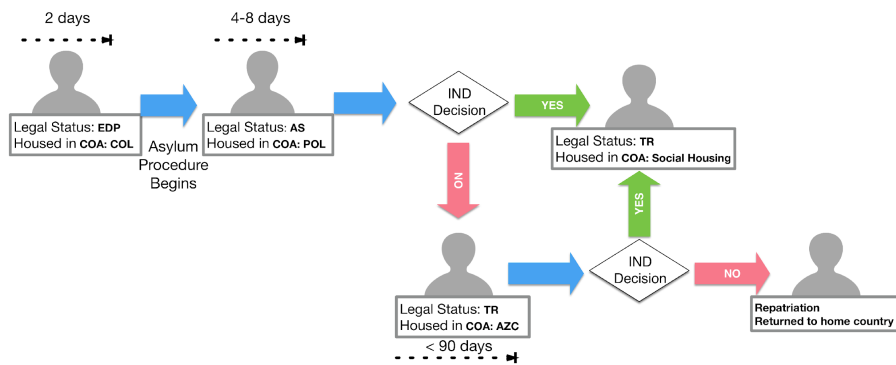 2 days
4-8 days
Legal Status: EDP
Housed in COA: COL
Asylum
Procedure
Begins
Legal Status: AS
Housed in COA: POL
IND
Decision
YES
Legal Status: TR
Housed in COA: Social Housing
NO
YES
Legal Status: TR
Housed in COA: AZC
< 90 days
IND
Decision
NO
Repatriation
Returned to home country